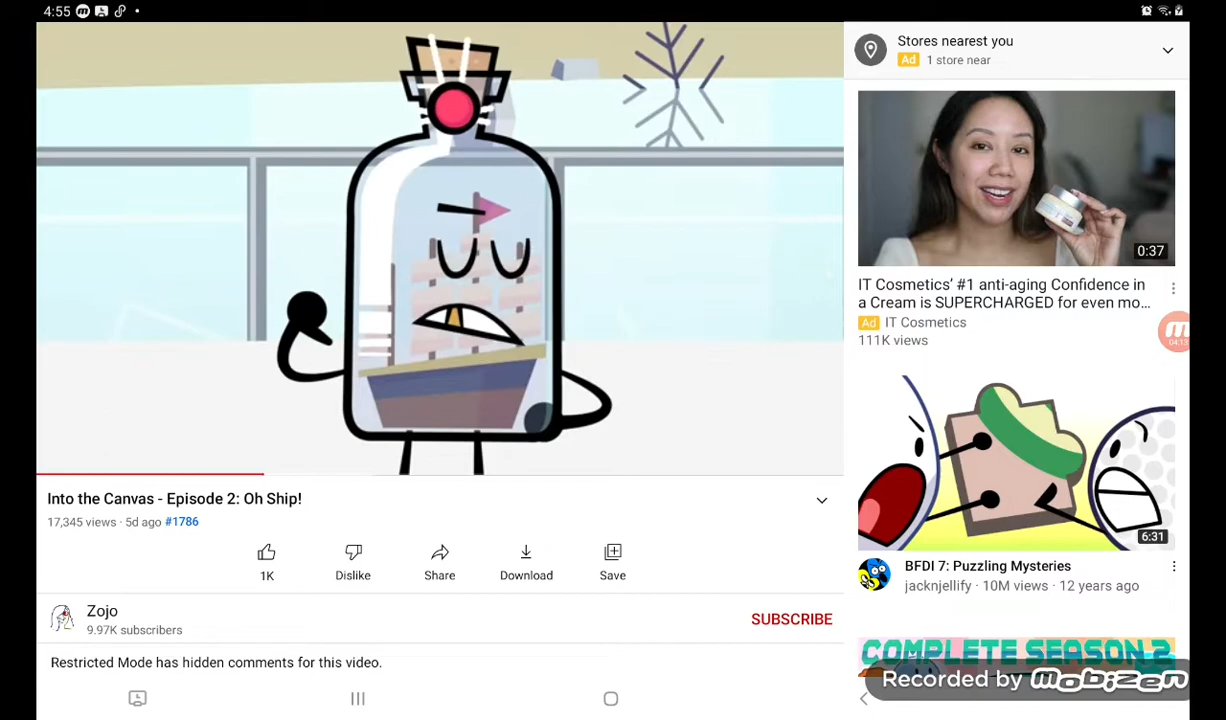 4:55
Stores nearest you
Ad 1 store near
0:37
IT Cosmetics' #1 anti-aging Confidence in
a Cream is SUPERCHARGED for even mo...
Ad IT Cosmetics
111K views
04:13
Into the Canvas - Episode 2: Oh Ship!
17,345 views · 5d ago #1786
1K Dislike Share Download Save
Zojo
9.97K subscribers
SUBSCRIBE
Restricted Mode has hidden comments for this video.
6:31
BFDI 7: Puzzling Mysteries
jacknjellify · 10M views · 12 years ago
COMPLETE SEASON 2
Recorded by mobizen